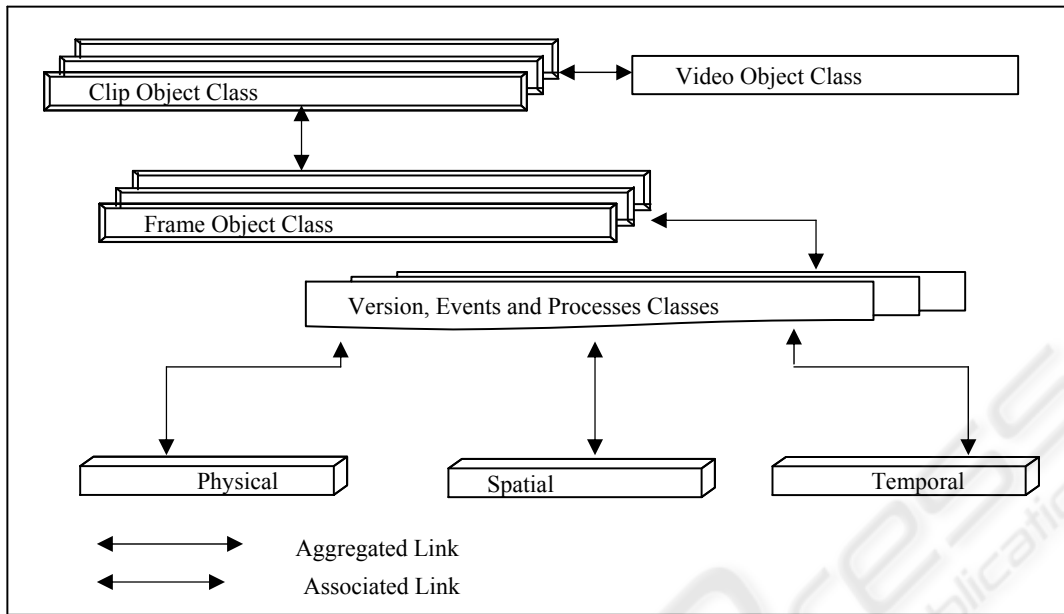 Clip Object Class
Video Object Class
Frame Object Class
Version, Events and Processes Classes
Physical
Spatial
Temporal
Aggregated Link
Associated Link